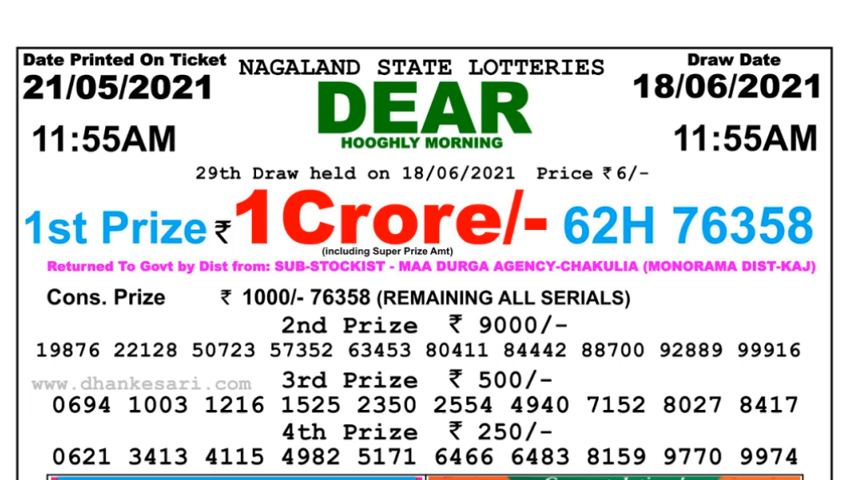 Date Printed On Ticket NAGALAND STATE LOTTERIES Draw Date
21/05/2021 DEAR 18/06/2021
11:55AM HOOGHLY MORNING 11:55AM
29th Draw held on 18/06/2021 Price ₹6/-
1st Prize ₹1Crore/- 62H 76358
(including Super Prize Amt)
Returned To Govt by Dist from: SUB-STOCKIST - MAA DURGA AGENCY-CHAKULIA (MONORAMA DIST-KAJ)
Cons. Prize ₹ 1000/- 76358 (REMAINING ALL SERIALS)
2nd Prize ₹ 9000/-
19876 22128 50723 57352 63453 80411 84442 88700 92889 99916
www.dhankesari.com 3rd Prize ₹ 500/-
0694 1003 1216 1525 2350 2554 4940 7152 8027 8417
4th Prize ₹ 250/-
0621 3413 4115 4982 5171 6466 6483 8159 9770 9974